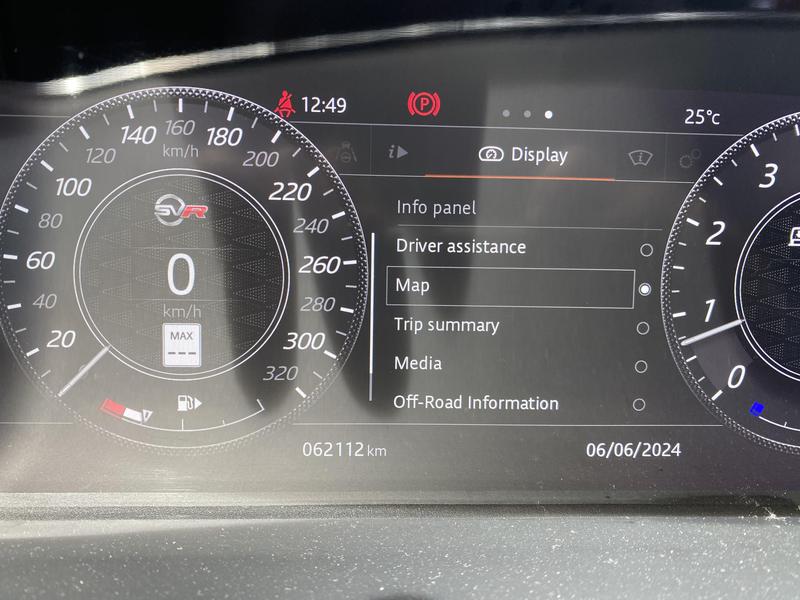 12:49
P
25°c
i
Display
i
140
160
180
120
km/h
200
100
220
SVR
80
240
60
0
260
40
km/h
280
20
MAX
300
---
320
Info panel
Driver assistance
Map
Trip summary
Media
Off-Road Information
3
2
1
0
062112 km
06/06/2024